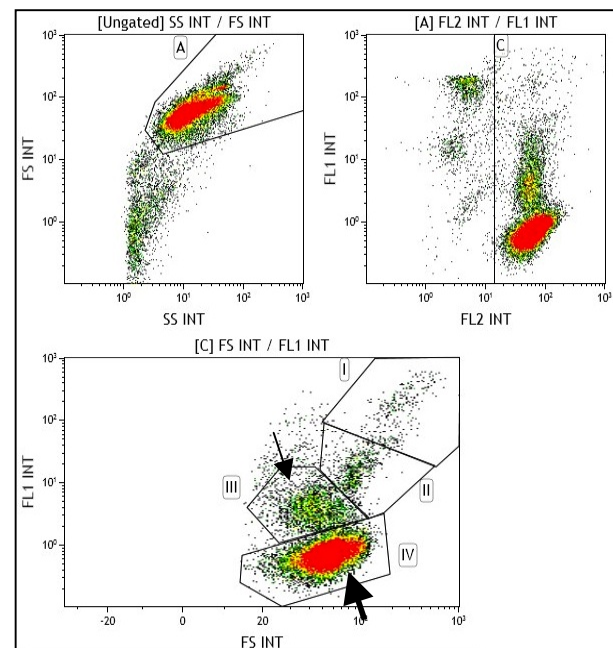 [Ungated] SS INT / FS INT
A
FS INT
10³
10²
10¹
10⁰
10⁰
10¹
10²
10³
SS INT
[A] FL2 INT / FL1 INT
C
FL1 INT
10³
10²
10¹
10⁰
10⁰
10¹
10²
10³
FL2 INT
[C] FS INT / FL1 INT
I
II
III
IV
FL1 INT
10³
10²
10¹
10⁰
-20
0
20
10³
FS INT